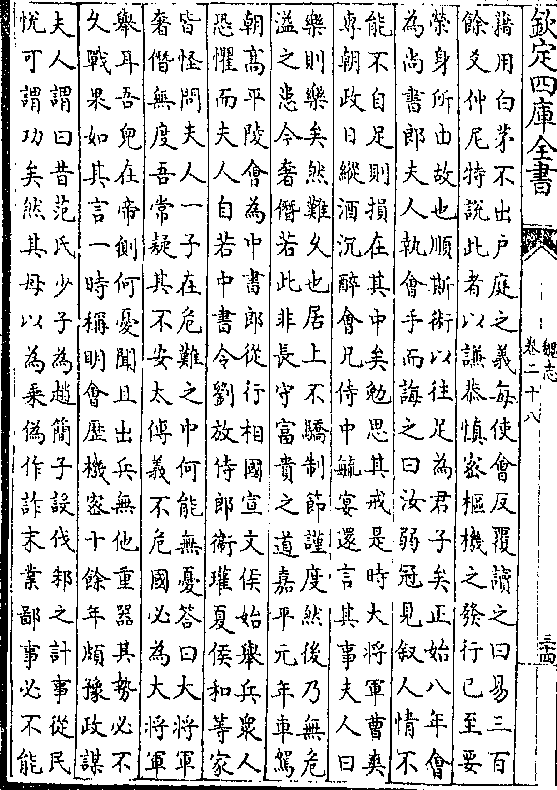 欽定四庫全書
魏志
卷二十八
三四
藉用白茅不出户庭之義每使會反覆讀之曰易三百
餘爻仲尼特說此者以謙恭慎密樞機之發行已至要
榮身所由故也順斯術以往足為君子矣正始八年會
為尚書郎夫人執會手而誨之曰汝弱冠見叙人情不
能不自足則損在其中矣勉思其戒是時大將軍曹爽
專朝政日縱酒沉醉會兄侍中毓宴還言其事夫人曰
樂則樂矣然難久也居上不驕制節謹度然後乃無危
溢之患今奢僭若此非長守富貴之道嘉平元年車駕
朝高平陵會為中書郎從行相國宣文侯始舉兵衆人
恐懼而夫人自若中書令劉放侍郎衞瓘夏侯和等家
皆怪問夫人一子在危難之中何能無憂答曰大將軍
奢僭無度吾常疑其不安太傅義不危國必為大將軍
舉耳吾兒在帝側何憂聞且出兵無他重器其勢必不
久戰果如其言一時稱明會歷機密十餘年頗豫政謀
夫人謂曰昔范氏少子為趙簡子設伐邾之計事從民
恱可謂功矣然其母以為乗偽作詐末業鄙事必不能